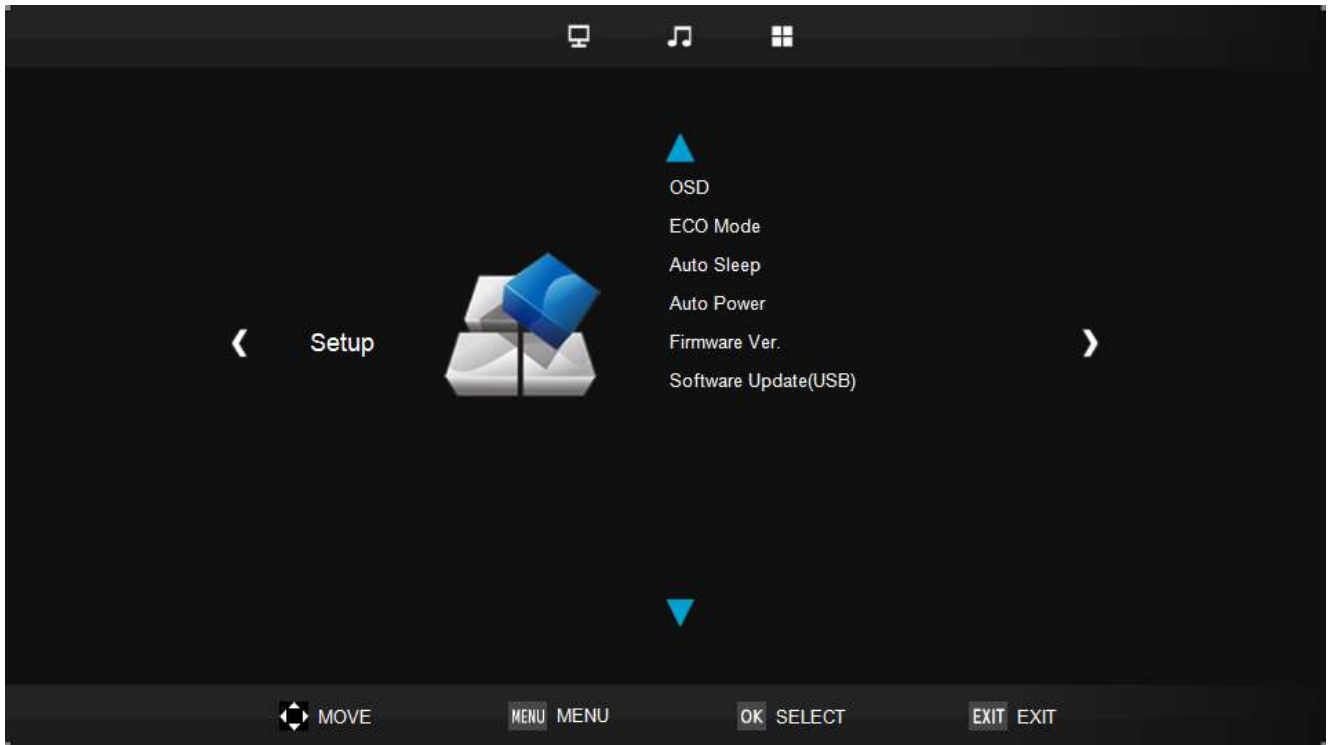 OSD
ECO Mode
Auto Sleep
Auto Power
Setup
Firmware Ver.
Software Update(USB)
MOVE
MENU MENU
OK SELECT
EXIT EXIT